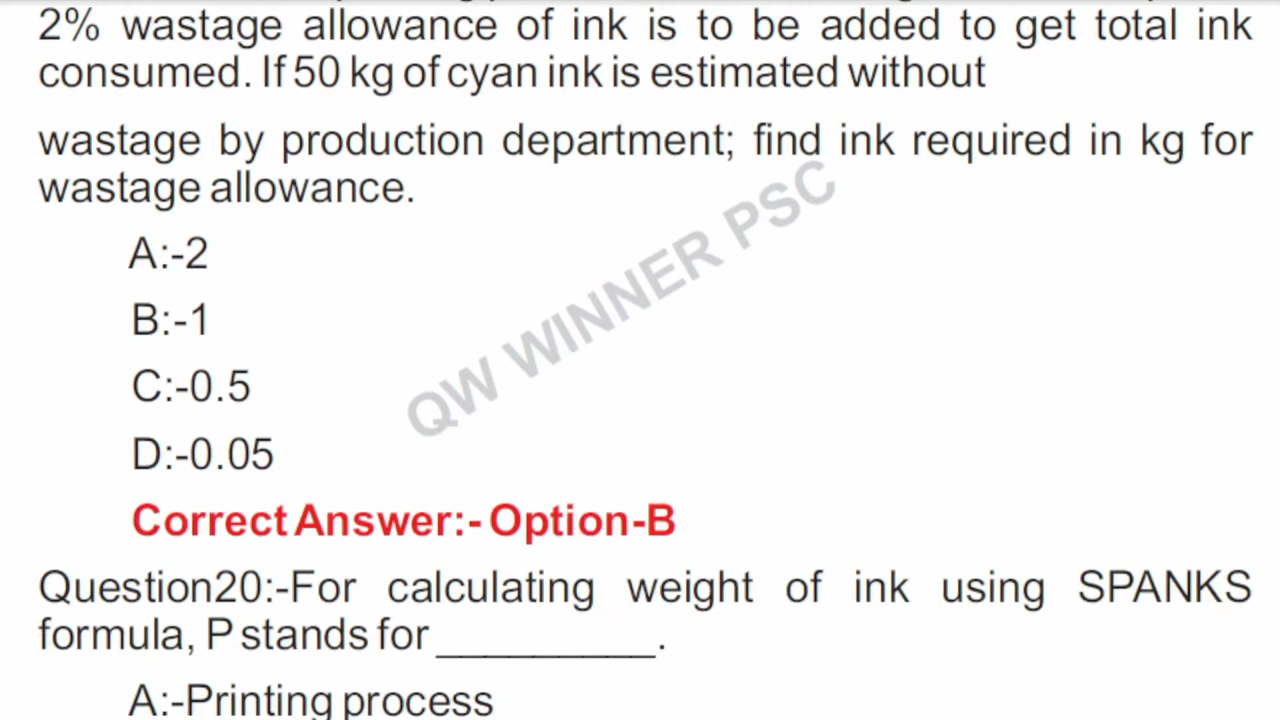 2% wastage allowance of ink is to be added to get total ink
consumed. If 50 kg of cyan ink is estimated without
wastage by production department; find ink required in kg for
wastage allowance.
A:-2
B:-1
C:-0.5
D:-0.05
QW WINNER PSC
Correct Answer:- Option-B
Question20:-For calculating weight of ink using SPANKS
formula, P stands for __________.
A:-Printing process